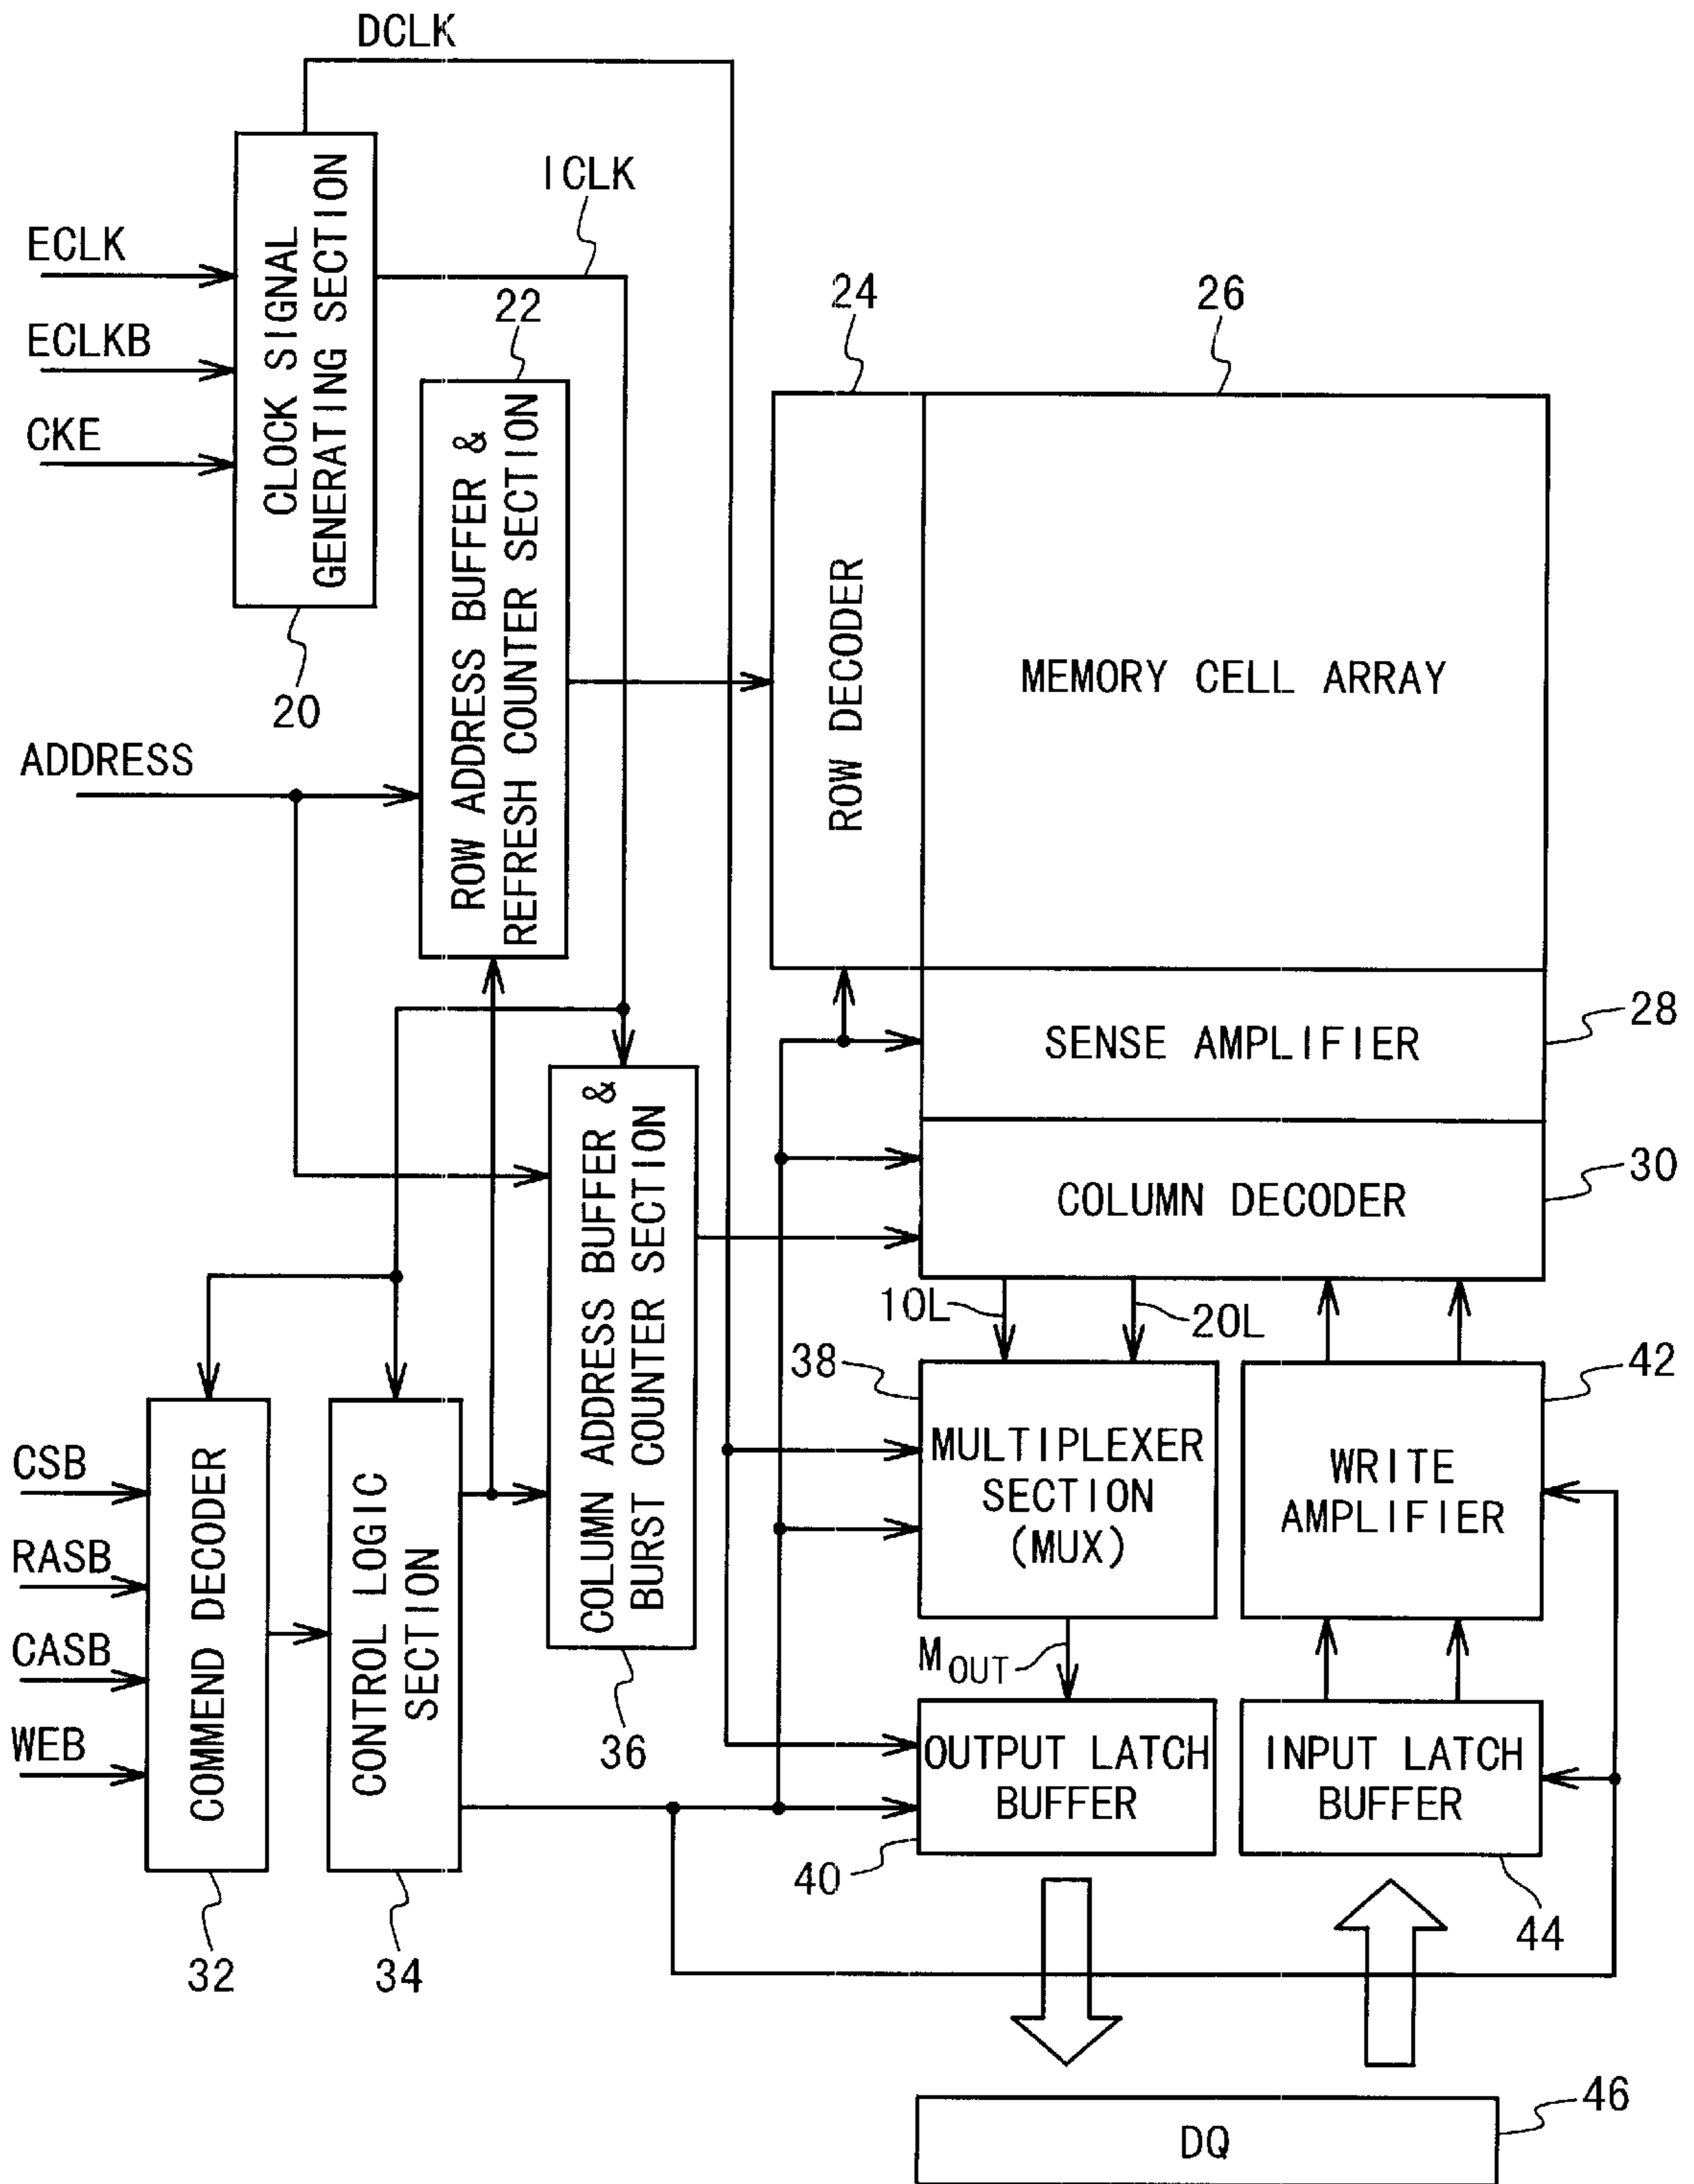 DCLK
ICLK
ECLK
ECLKB
CKE
CLOCK SIGNAL
GENERATING SECTION
20
22
ROW ADDRESS BUFFER &
REFRESH COUNTER SECTION
24
26
ROW DECODER
MEMORY CELL ARRAY
ADDRESS
SENSE AMPLIFIER
28
COLUMN DECODER
30
COLUMN ADDRESS BUFFER &
BURST COUNTER SECTION
36
10L
20L
38
MULTIPLEXER
SECTION
(MUX)
42
WRITE
AMPLIFIER
CSB
RASB
CASB
WEB
COMMEND DECODER
32
CONTROL LOGIC
SECTION
34
MOUT
OUTPUT LATCH
BUFFER
40
INPUT LATCH
BUFFER
44
46
DQ